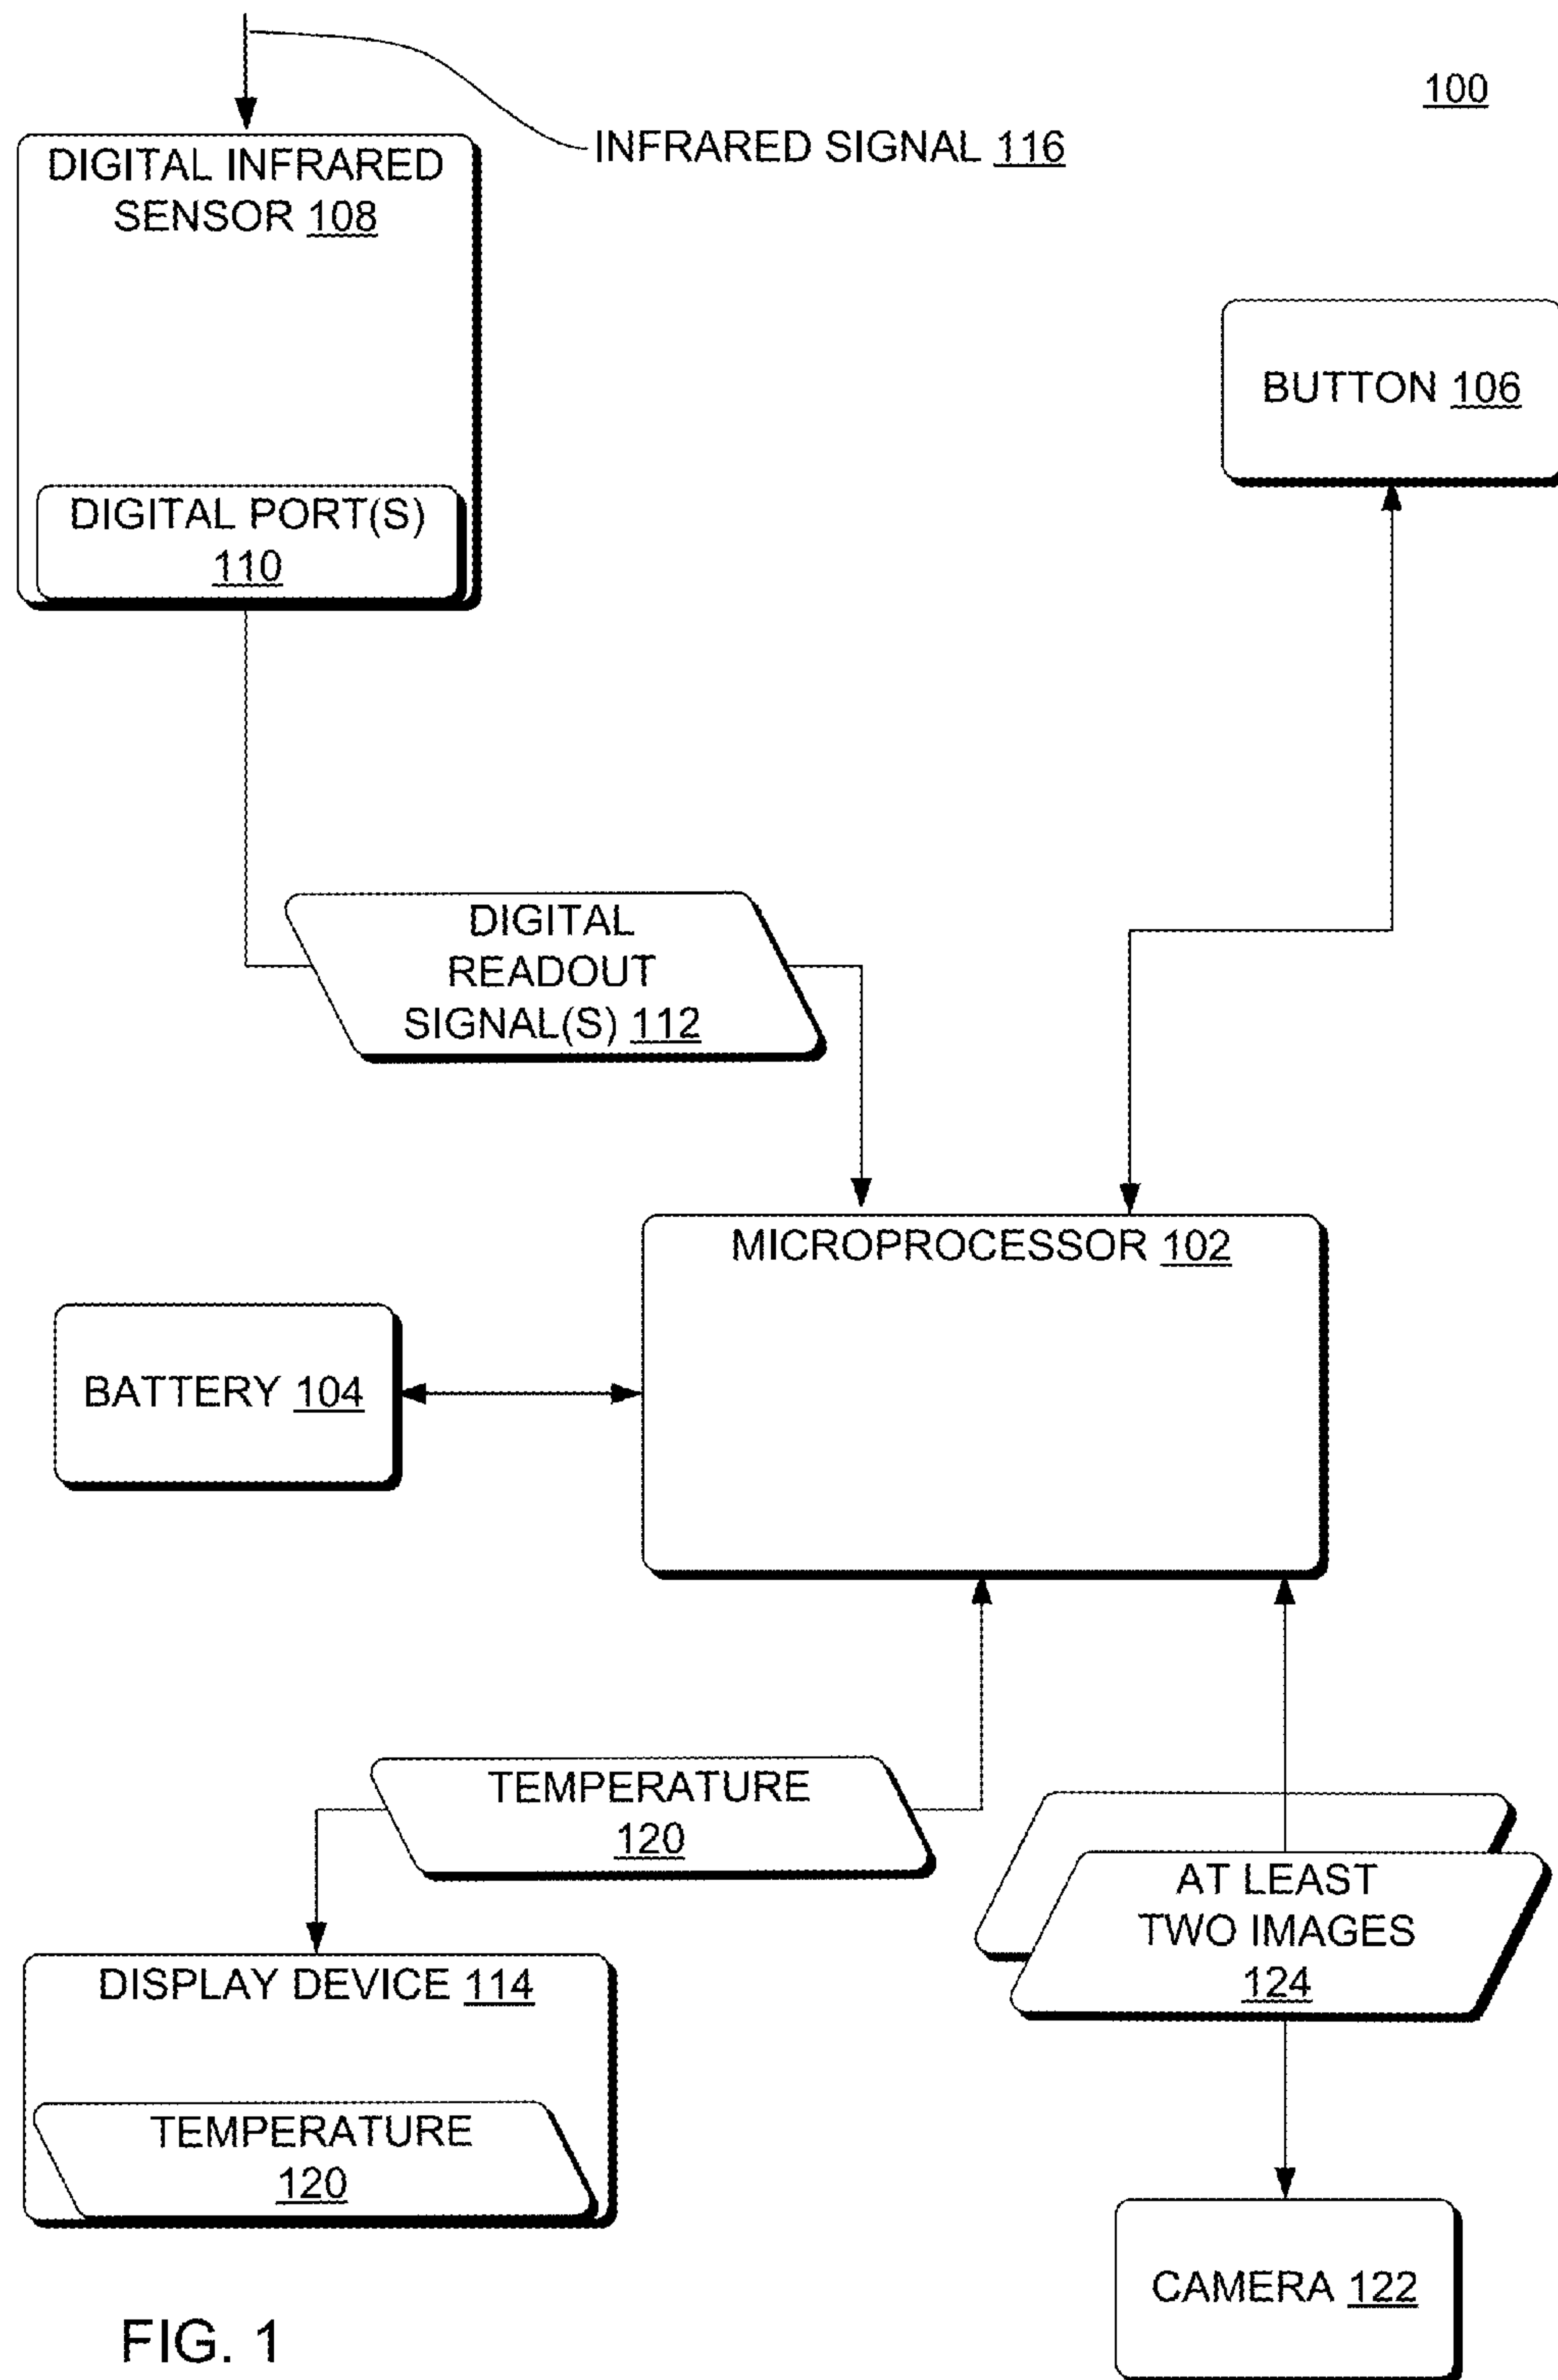 100
INFRARED SIGNAL 116
DIGITAL INFRARED
SENSOR 108
BUTTON 106
DIGITAL PORT(S)
110
DIGITAL
READOUT
SIGNAL(S) 112
MICROPROCESSOR 102
BATTERY 104
TEMPERATURE
120
AT LEAST
TWO IMAGES
124
DISPLAY DEVICE 114
TEMPERATURE
120
CAMERA 122
FIG. 1